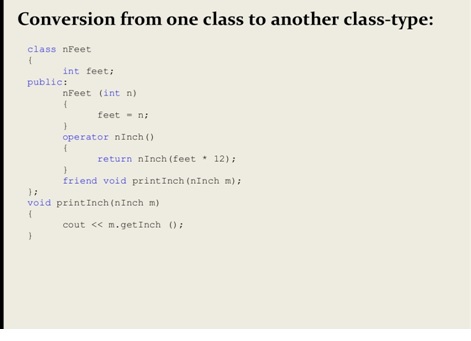 Conversion from one class to another class-type:
class nFeet
{
int feet;
public:
nFeet (int n)
{
feet = n;
}
operator nInch()
{
return nInch(feet * 12);
}
friend void printInch(nInch m);
};
void printInch(nInch m)
{
cout << m.getInch ();
}